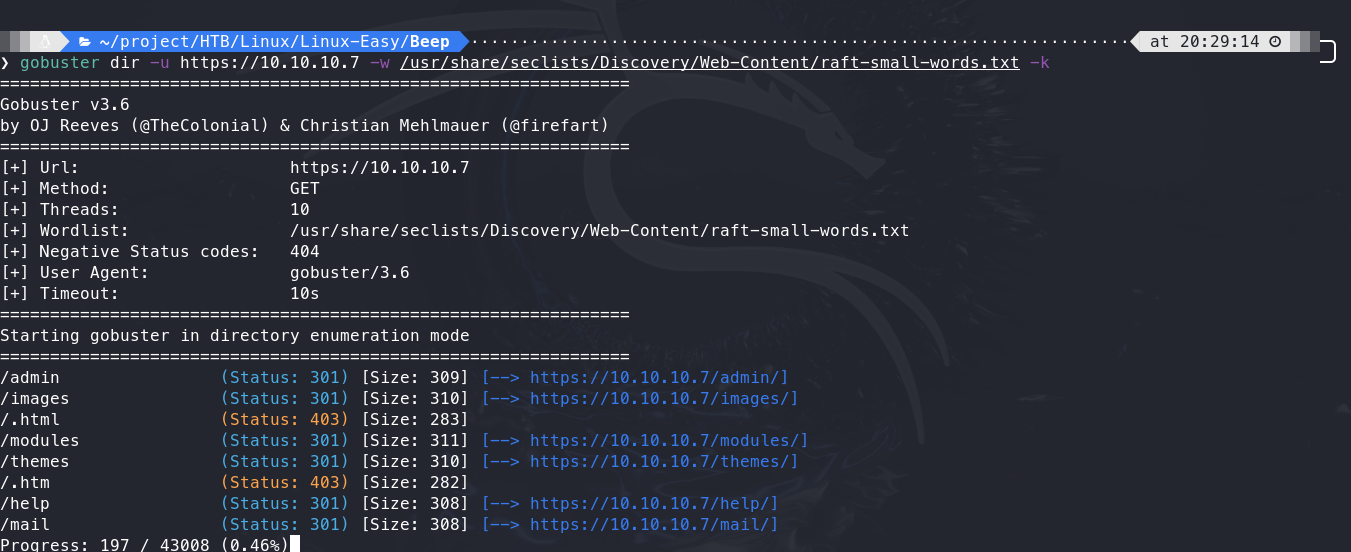 ~/project/HTB/Linux/Linux-Easy/Beep at 20:29:14
❯ gobuster dir -u https://10.10.10.7 -w /usr/share/seclists/Discovery/Web-Content/raft-small-words.txt -k
===============================================================
Gobuster v3.6
by OJ Reeves (@TheColonial) & Christian Mehlmauer (@firefart)
===============================================================
[+] Url:                     https://10.10.10.7
[+] Method:                  GET
[+] Threads:                 10
[+] Wordlist:                /usr/share/seclists/Discovery/Web-Content/raft-small-words.txt
[+] Negative Status codes:   404
[+] User Agent:              gobuster/3.6
[+] Timeout:                 10s
===============================================================
Starting gobuster in directory enumeration mode
===============================================================
/admin                (Status: 301) [Size: 309] [--> https://10.10.10.7/admin/]
/images               (Status: 301) [Size: 310] [--> https://10.10.10.7/images/]
/.html                (Status: 403) [Size: 283]
/modules              (Status: 301) [Size: 311] [--> https://10.10.10.7/modules/]
/themes               (Status: 301) [Size: 310] [--> https://10.10.10.7/themes/]
/.htm                 (Status: 403) [Size: 282]
/help                 (Status: 301) [Size: 308] [--> https://10.10.10.7/help/]
/mail                 (Status: 301) [Size: 308] [--> https://10.10.10.7/mail/]
Progress: 197 / 43008 (0.46%)